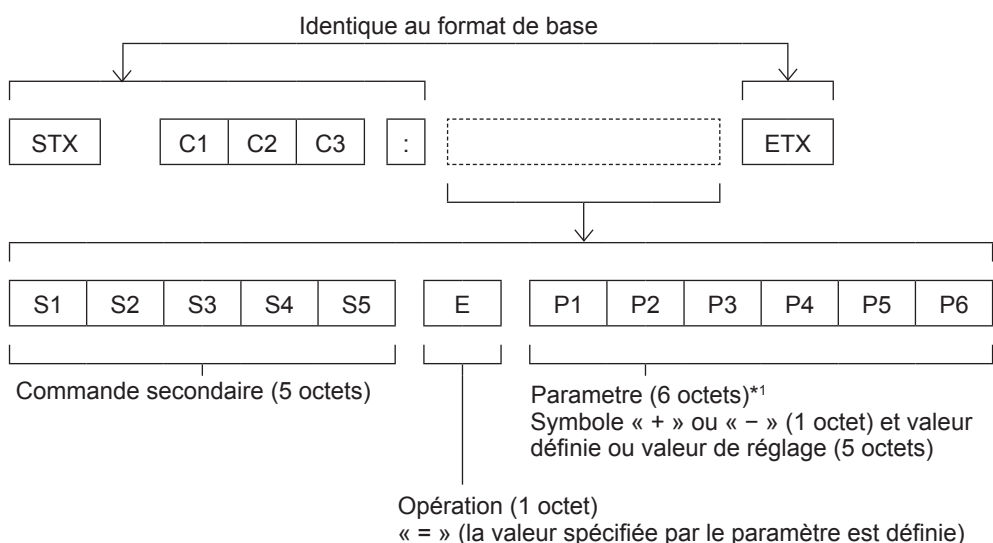 Identique au format de base
STX C1 C2 C3 : ETX
S1 S2 S3 S4 S5 E P1 P2 P3 P4 P5 P6
Commande secondaire (5 octets)
Parametre (6 octets)*1
Symbole « + » ou « − » (1 octet) et valeur
définie ou valeur de réglage (5 octets)
Opération (1 octet)
« = » (la valeur spécifiée par le paramètre est définie)